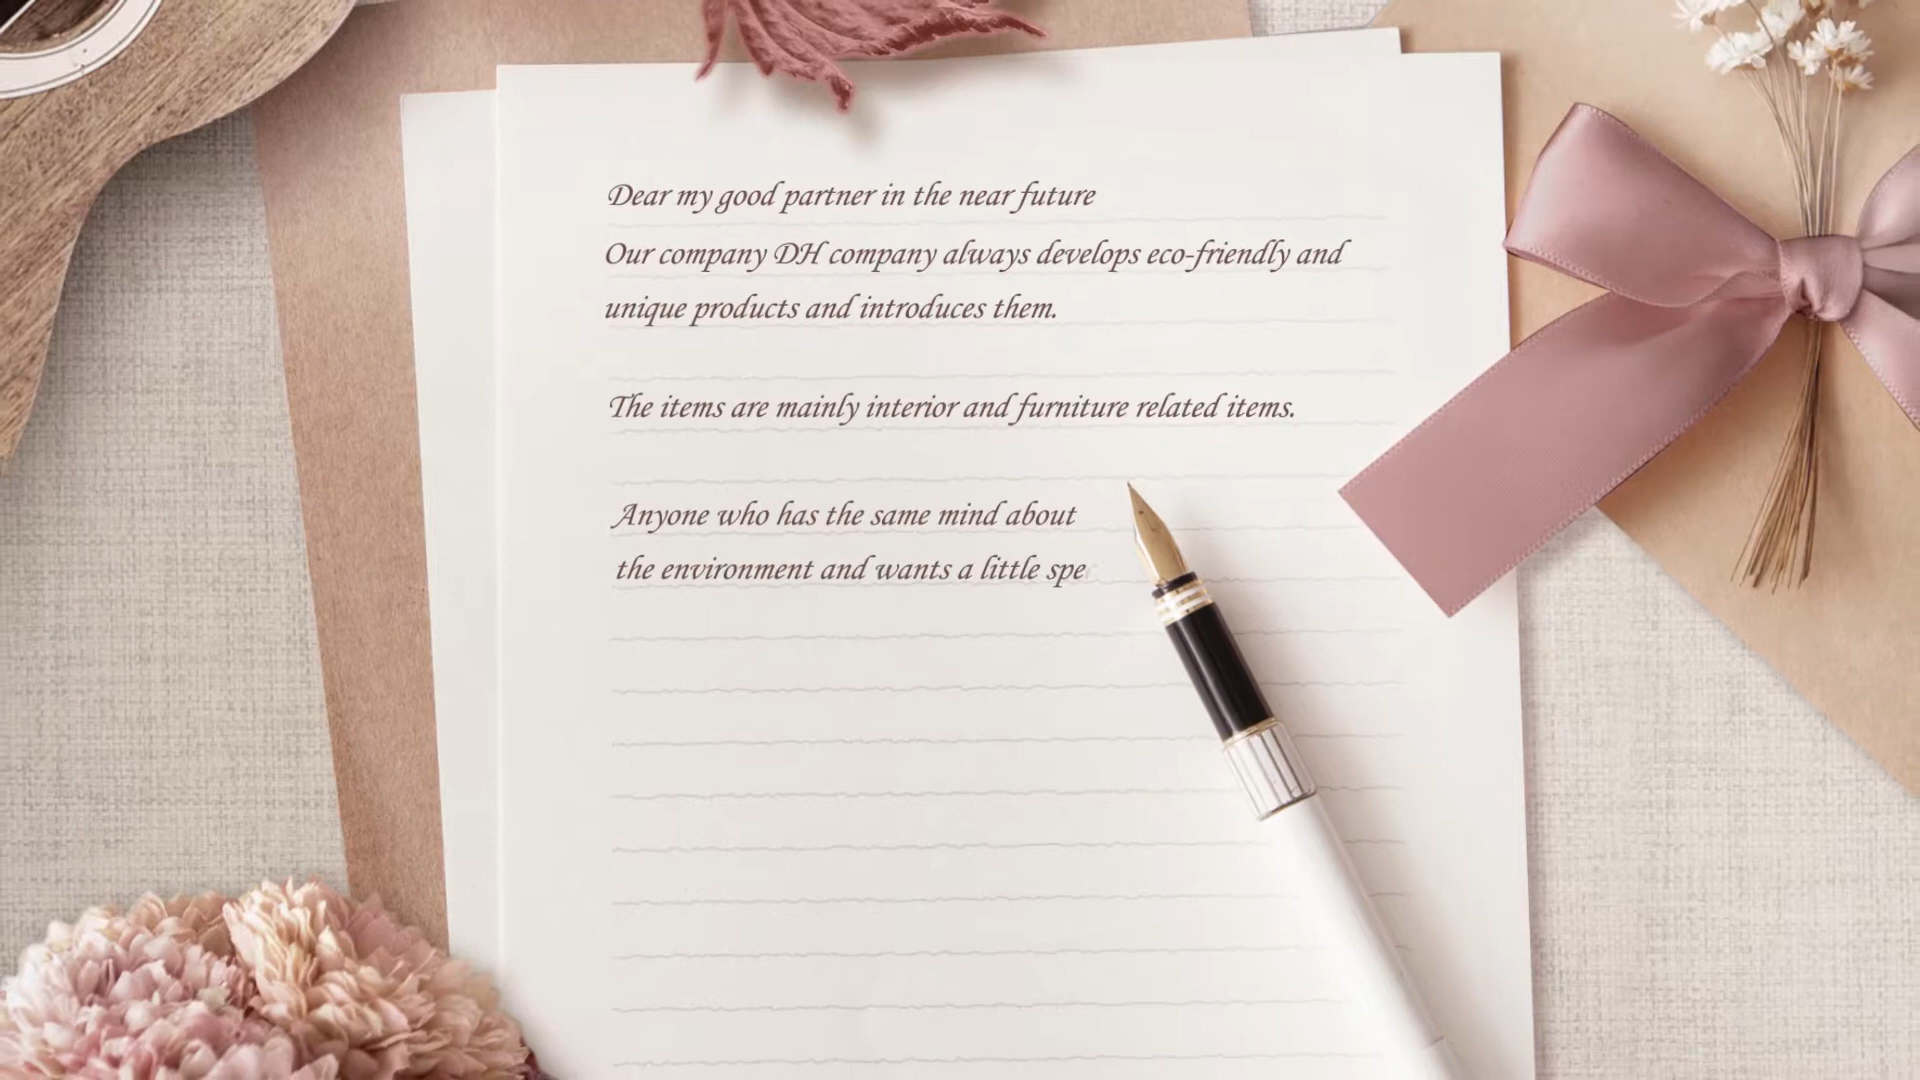 Dear my good partner in the near future
Our company DH company always develops eco-friendly and
unique products and introduces them.
The items are mainly interior and furniture related items.
Anyone who has the same mind about
the environment and wants a little spe